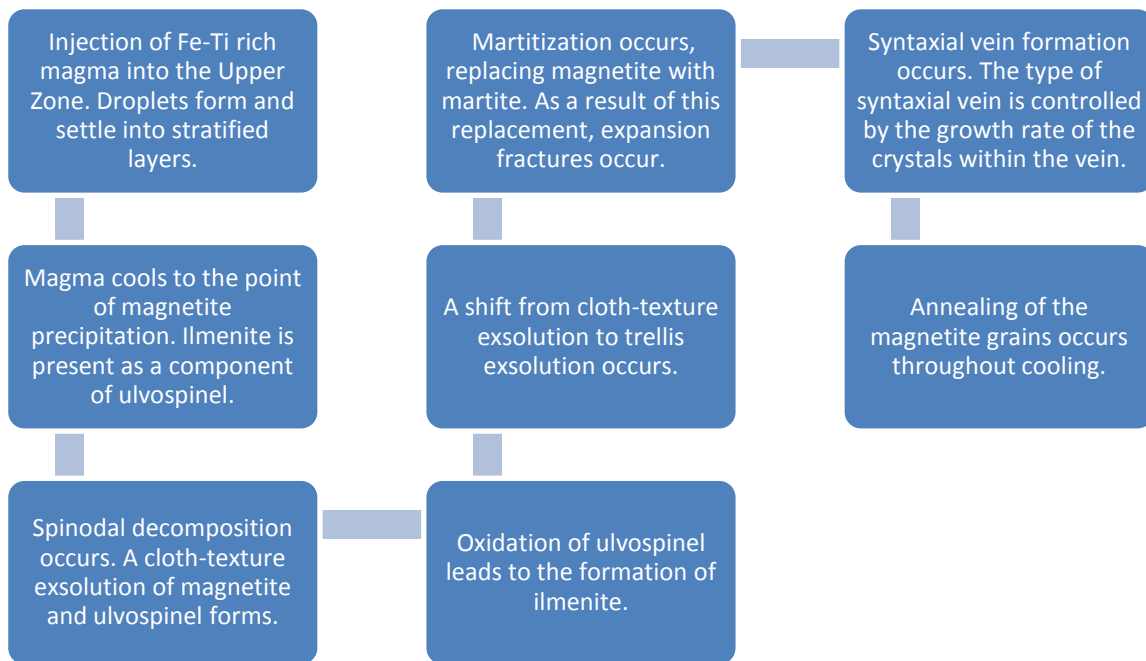 Injection of Fe-Ti rich
magma into the Upper
Zone. Droplets form and
settle into stratified
layers.
Magma cools to the point
of magnetite
precipitation. Ilmenite is
present as a component
of ulvospinel.
Spinodal decomposition
occurs. A cloth-texture
exsolution of magnetite
and ulvospinel forms.
Oxidation of ulvospinel
leads to the formation of
ilmenite.
A shift from cloth-texture
exsolution to trellis
exsolution occurs.
Martitization occurs,
replacing magnetite with
martite. As a result of this
replacement, expansion
fractures occur.
Syntaxial vein formation
occurs. The type of
syntaxial vein is controlled
by the growth rate of the
crystals within the vein.
Annealing of the
magnetite grains occurs
throughout cooling.